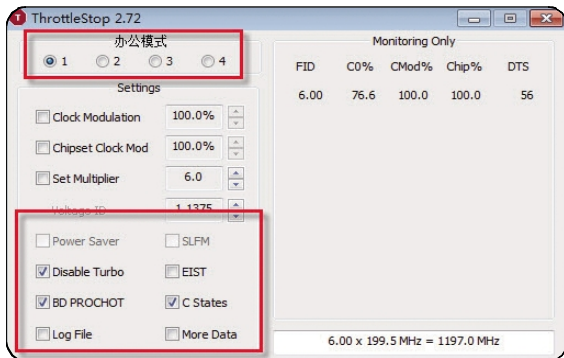 ThrottleStop 2.72
办公模式
1 2 3 4
Settings
Clock Modulation 100.0%
Chipset Clock Mod 100.0%
Set Multiplier 6.0
Voltage ID 1.1375
Power Saver SLFM
Disable Turbo EIST
BD PROCHOT C States
Log File More Data
Monitoring Only
FID C0% CMod% Chip% DTS
6.00 76.6 100.0 100.0 56
6.00 x 199.5 MHz = 1197.0 MHz